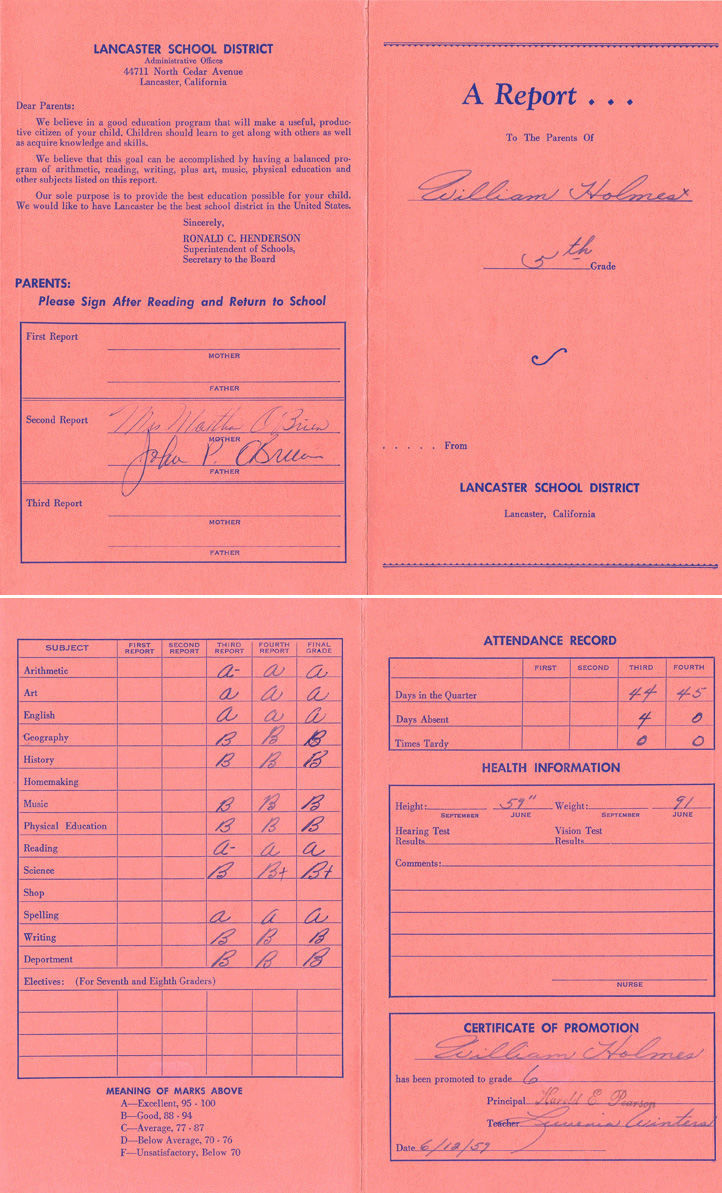 LANCASTER SCHOOL DISTRICT
Administrative Offices
44711 North Cedar Avenue
Lancaster, California
Dear Parents:
We believe in a good education program that will make a useful, produc-
tive citizen of your child. Children should learn to get along with others as well
as acquire knowledge and skills.
We believe that this goal can be accomplished by having a balanced pro-
gram of arithmetic, reading, writing, plus art, music, physical education and
other subjects listed on this report.
Our sole purpose is to provide the best education possible for your child.
We would like to have Lancaster be the best school district in the United States.
Sincerely,
RONALD C. HENDERSON
Superintendent of Schools,
Secretary to the Board
PARENTS:
Please Sign After Reading and Return to School
First Report
MOTHER
FATHER
Second Report Mrs Martha O'Brien
MOTHER
John P. O'Brien
FATHER
Third Report
MOTHER
FATHER
A Report . . .
To The Parents Of
William Holmes
5th Grade
. . . . . From
LANCASTER SCHOOL DISTRICT
Lancaster, California
SUBJECT FIRST REPORT SECOND REPORT THIRD REPORT FOURTH REPORT FINAL GRADE
Arithmetic A- A A
Art A A A
English A A A
Geography B B B
History B B B
Homemaking
Music B B B
Physical Education B B B
Reading A- A A
Science B B+ B+
Shop
Spelling A A A
Writing B B B
Deportment B B B
Electives: (For Seventh and Eighth Graders)
MEANING OF MARKS ABOVE
A—Excellent, 95 - 100
B—Good, 88 - 94
C—Average, 77 - 87
D—Below Average, 70 - 76
F—Unsatisfactory, Below 70
ATTENDANCE RECORD
FIRST SECOND THIRD FOURTH
Days in the Quarter 44 45
Days Absent 4 0
Times Tardy 0 0
HEALTH INFORMATION
Height: 59" Weight: 91
SEPTEMBER JUNE SEPTEMBER JUNE
Hearing Test Vision Test
Results Results
Comments:
NURSE
CERTIFICATE OF PROMOTION
William Holmes
has been promoted to grade 6
Principal Harold E. Pearson
Teacher Winters
Date 6/12/59